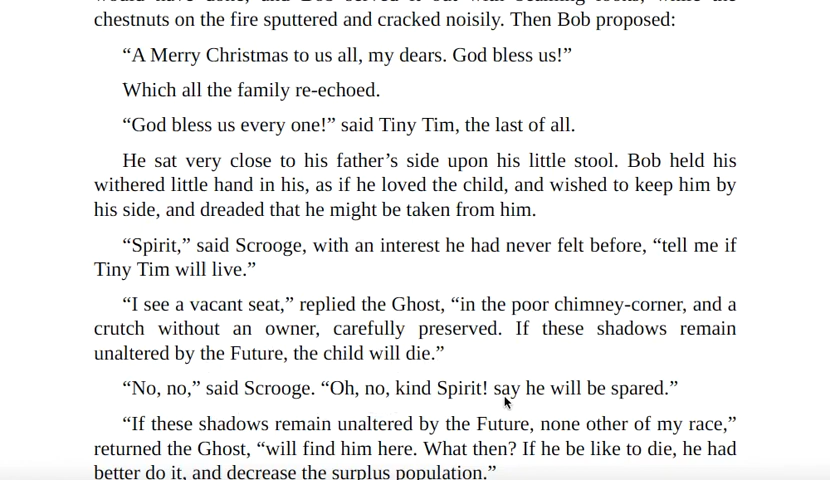 chestnuts on the fire sputtered and cracked noisily. Then Bob proposed:
“A Merry Christmas to us all, my dears. God bless us!”
Which all the family re-echoed.
“God bless us every one!” said Tiny Tim, the last of all.
He sat very close to his father’s side upon his little stool. Bob held his
withered little hand in his, as if he loved the child, and wished to keep him by
his side, and dreaded that he might be taken from him.
“Spirit,” said Scrooge, with an interest he had never felt before, “tell me if
Tiny Tim will live.”
“I see a vacant seat,” replied the Ghost, “in the poor chimney-corner, and a
crutch without an owner, carefully preserved. If these shadows remain
unaltered by the Future, the child will die.”
“No, no,” said Scrooge. “Oh, no, kind Spirit! say he will be spared.”
“If these shadows remain unaltered by the Future, none other of my race,”
returned the Ghost, “will find him here. What then? If he be like to die, he had
better do it, and decrease the surplus population.”